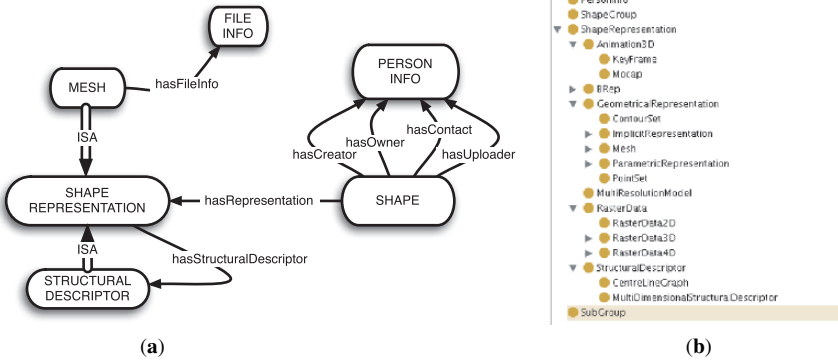 FILE
INFO
PERSON
INFO
MESH
hasFileInfo
ISA
hasContact
hasOwner
hasCreator
hasUploader
SHAPE
REPRESENTATION
hasRepresentation
SHAPE
ISA
hasStructuralDescriptor
STRUCTURAL
DESCRIPTOR
(a)
PersonInfo
ShapeGroup
ShapeRepresentation
Animation3D
KeyFrame
Mocap
BRep
GeometricalRepresentation
ContourSet
ImplicitRepresentation
Mesh
ParametricRepresentation
PointSet
MultiResolutionModel
RasterData
RasterData2D
RasterData3D
RasterData4D
StructuralDescriptor
CentreLineGraph
MultiDimensionalStructuralDescriptor
SubGroup
(b)